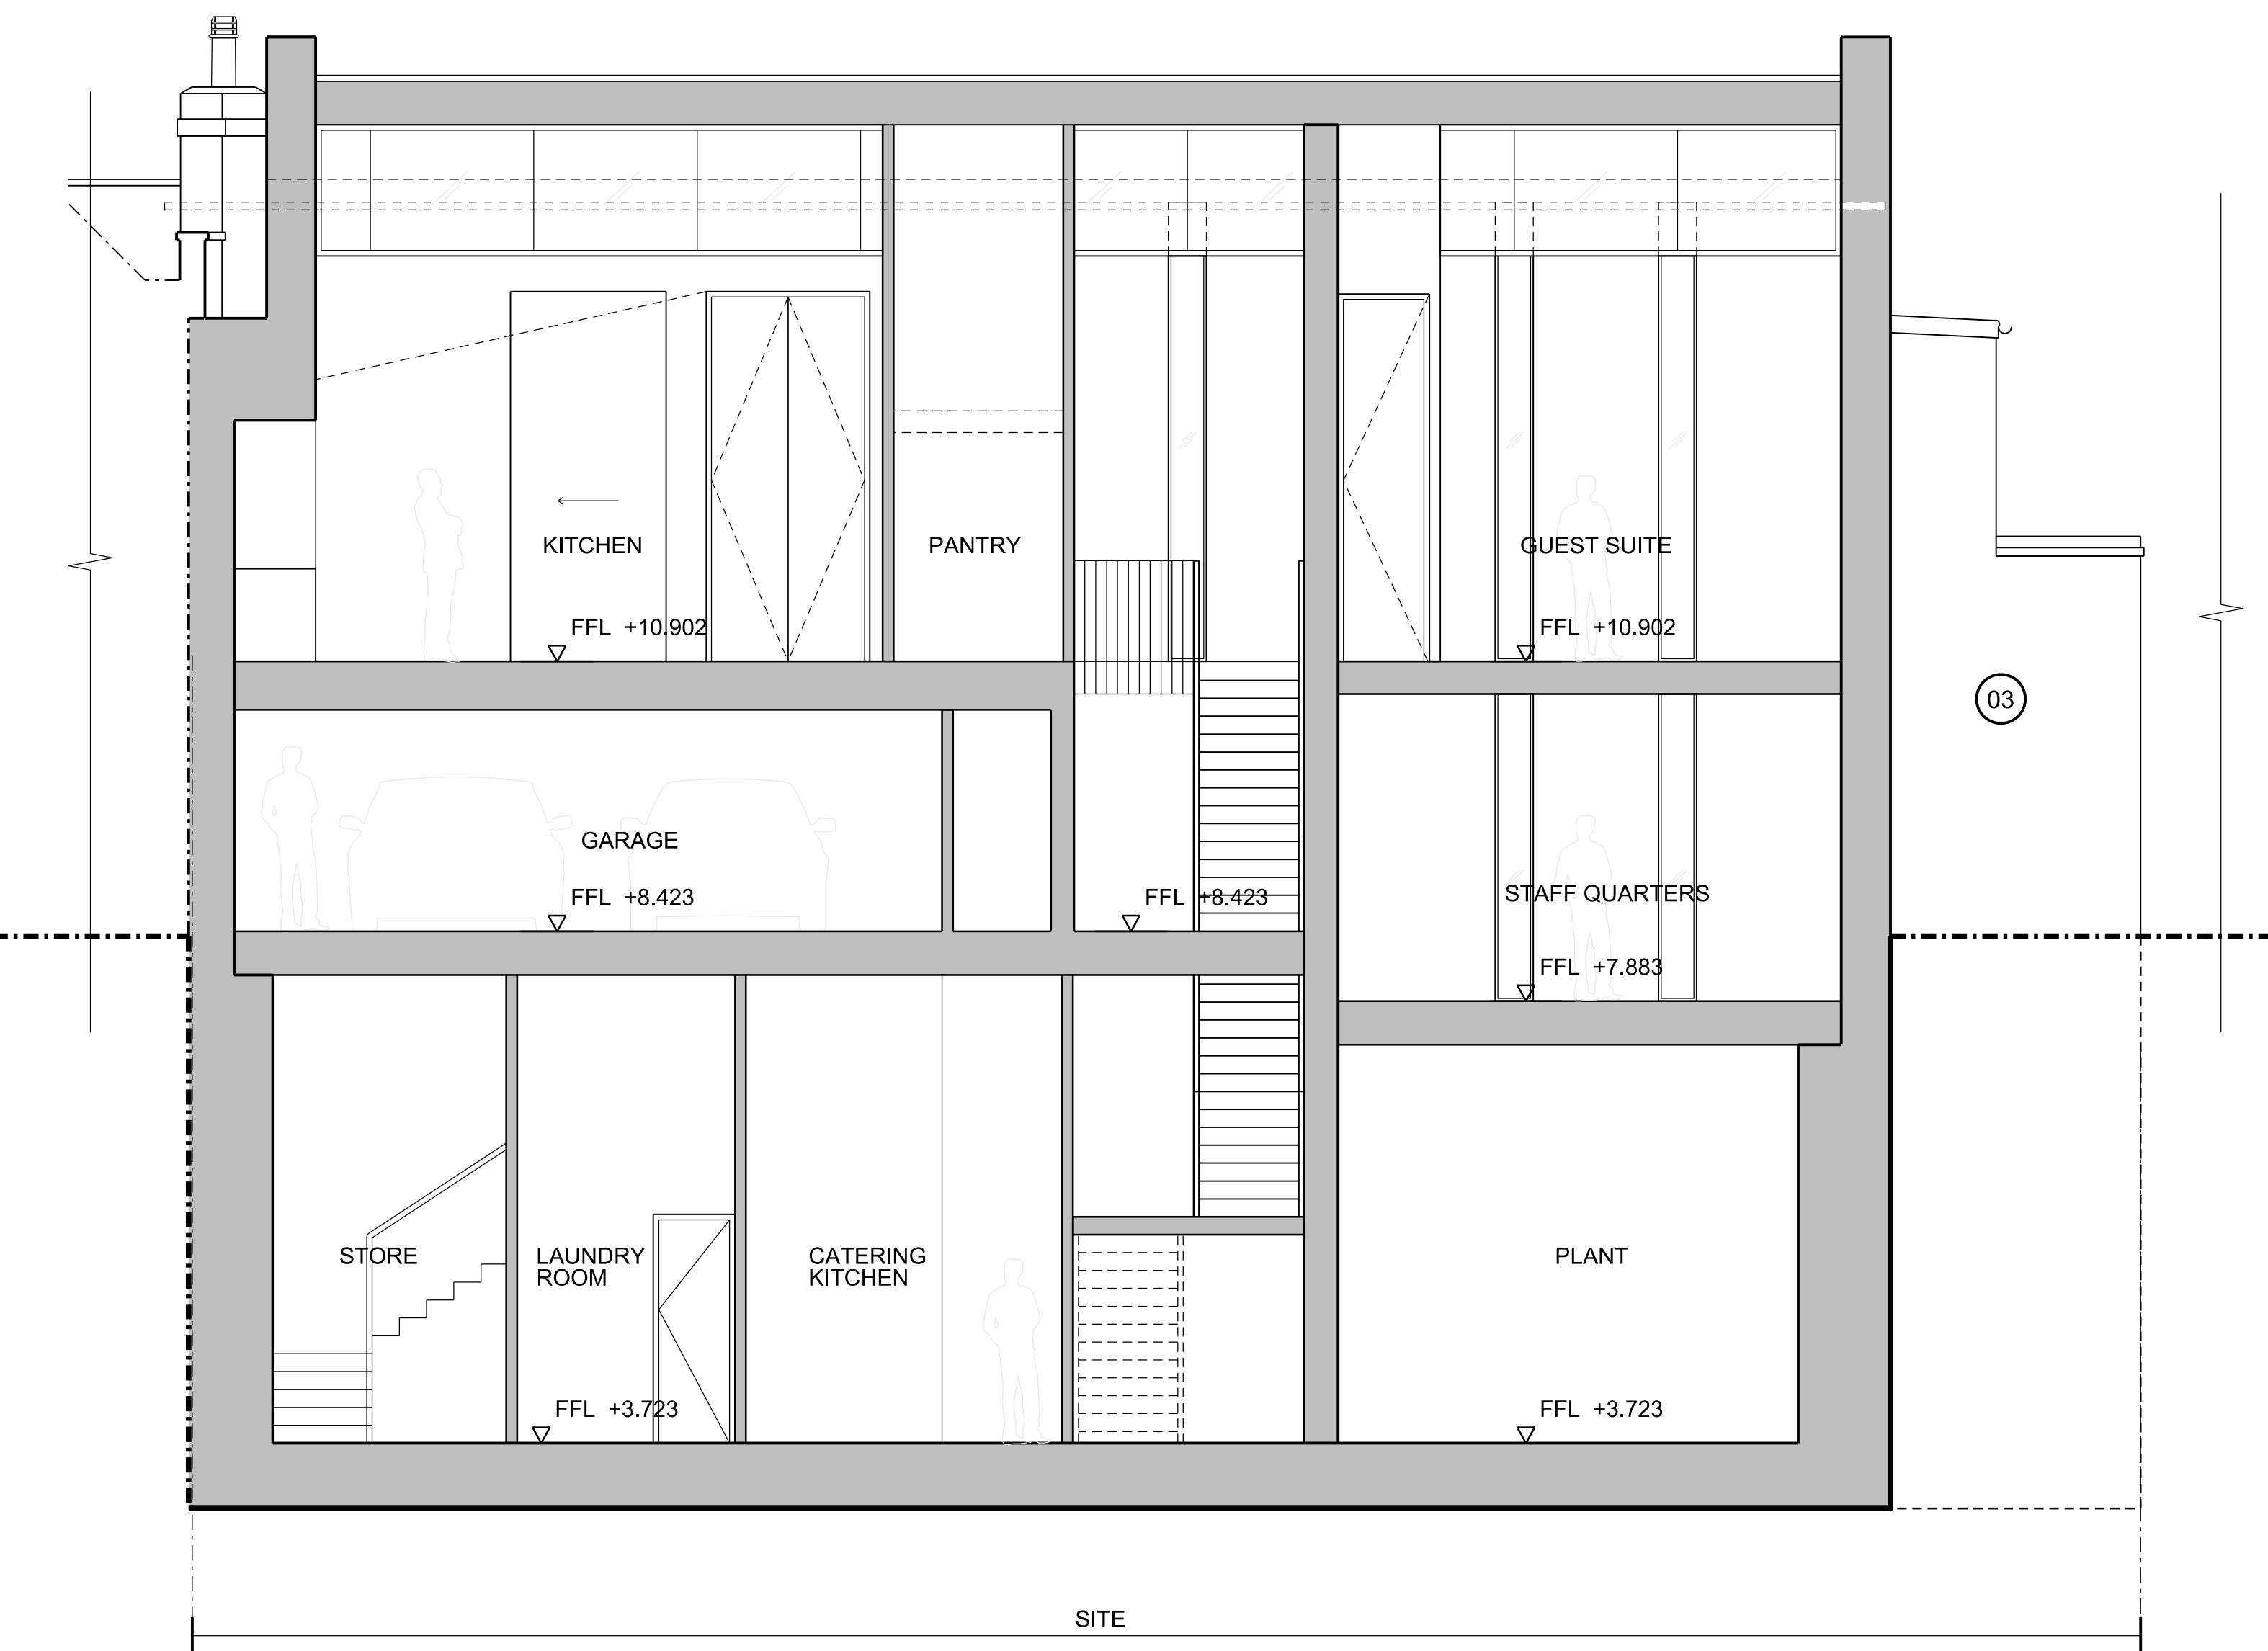 KITCHEN
PANTRY
GUEST SUITE
FFL +10.902
FFL +10.902
03
GARAGE
FFL +8.423
FFL +8.423
STAFF QUARTERS
FFL +7.883
STORE
LAUNDRY
ROOM
CATERING
KITCHEN
PLANT
FFL +3.723
FFL +3.723
SITE